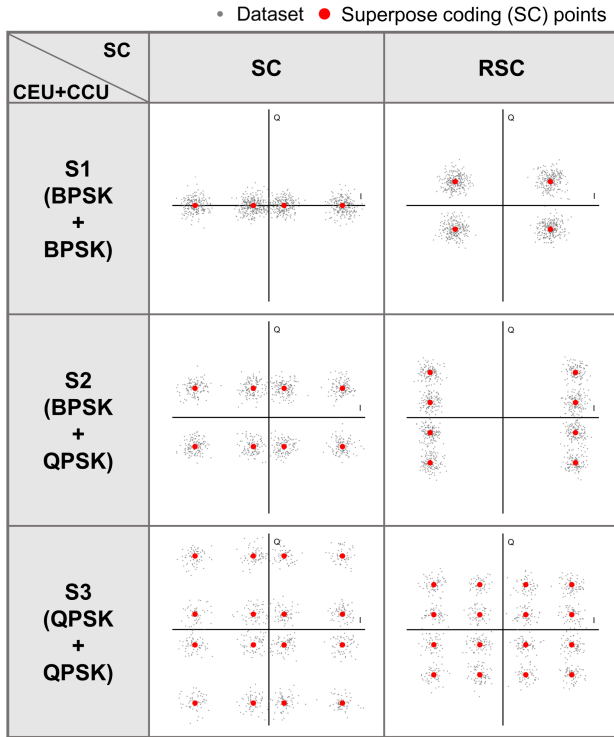 Dataset Superpose coding (SC) points
SC
CEU+CCU
SC
RSC
S1
(BPSK
+
BPSK)
Q
I
Q
I
S2
(BPSK
+
QPSK)
Q
I
Q
I
S3
(QPSK
+
QPSK)
Q
I
Q
I